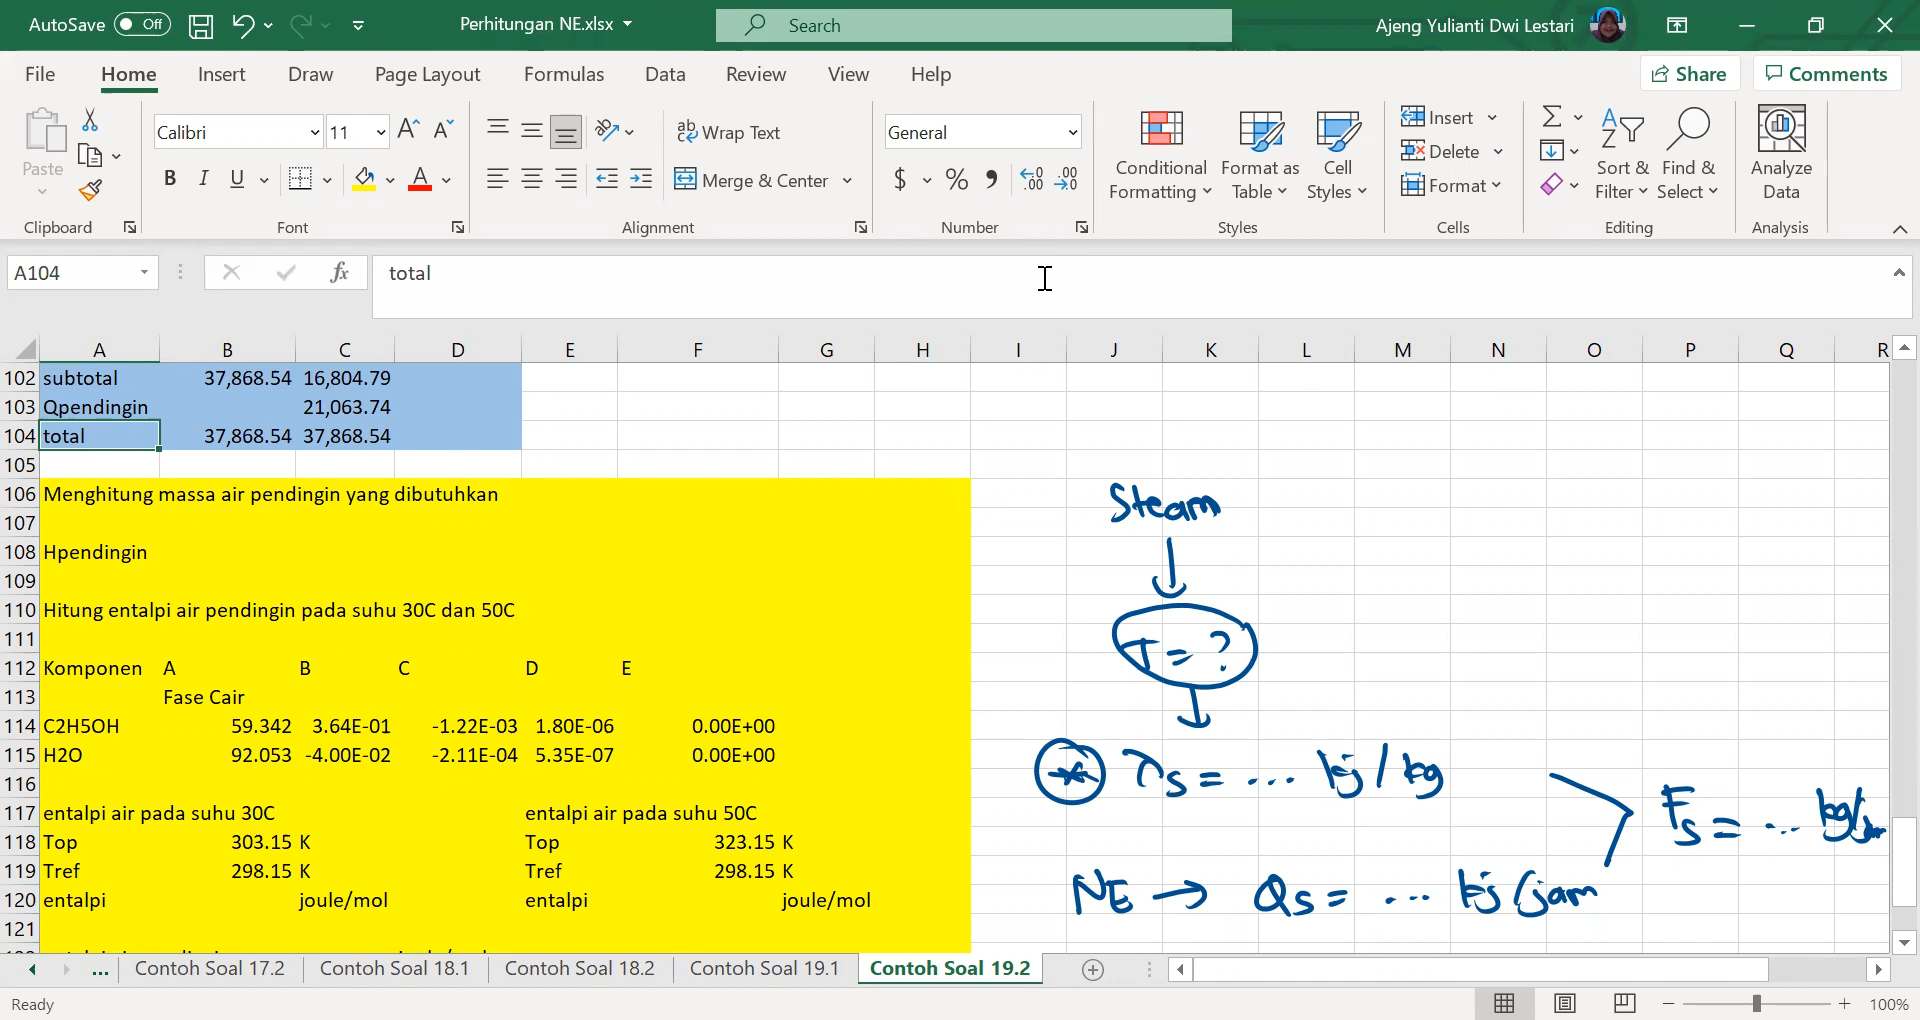 AutoSave Off Perhitungan NE.xlsx Search Ajeng Yulianti Dwi Lestari
File Home Insert Draw Page Layout Formulas Data Review View Help Share Comments
Paste Calibri 11 Wrap Text General Conditional Formatting Format as Table Cell Styles Insert Sort & Filter Find & Select Analyze Data
B I U Merge & Center $ % Delete
Format
Clipboard Font Alignment Number Styles Cells Editing Analysis
A104 fx total
A B C D E F G H I J K L M N O P Q R
102 subtotal 37,868.54 16,804.79
103 Qpendingin 21,063.74
104 total 37,868.54 37,868.54
105
106 Menghitung massa air pendingin yang dibutuhkan
107
108 Hpendingin
109
110 Hitung entalpi air pendingin pada suhu 30C dan 50C
111
112 Komponen A B C D E
113 Fase Cair
114 C2H5OH 59.342 3.64E-01 -1.22E-03 1.80E-06 0.00E+00
115 H2O 92.053 -4.00E-02 -2.11E-04 5.35E-07 0.00E+00
116
117 entalpi air pada suhu 30C entalpi air pada suhu 50C
118 Top 303.15 K Top 323.15 K
119 Tref 298.15 K Tref 298.15 K
120 entalpi joule/mol entalpi joule/mol
121
Steam
T = ?
* λs = ... kj/kg
Fs = ... kg/jam
NE → Qs = ... kj/jam
... Contoh Soal 17.2 Contoh Soal 18.1 Contoh Soal 18.2 Contoh Soal 19.1 Contoh Soal 19.2
Ready 100%